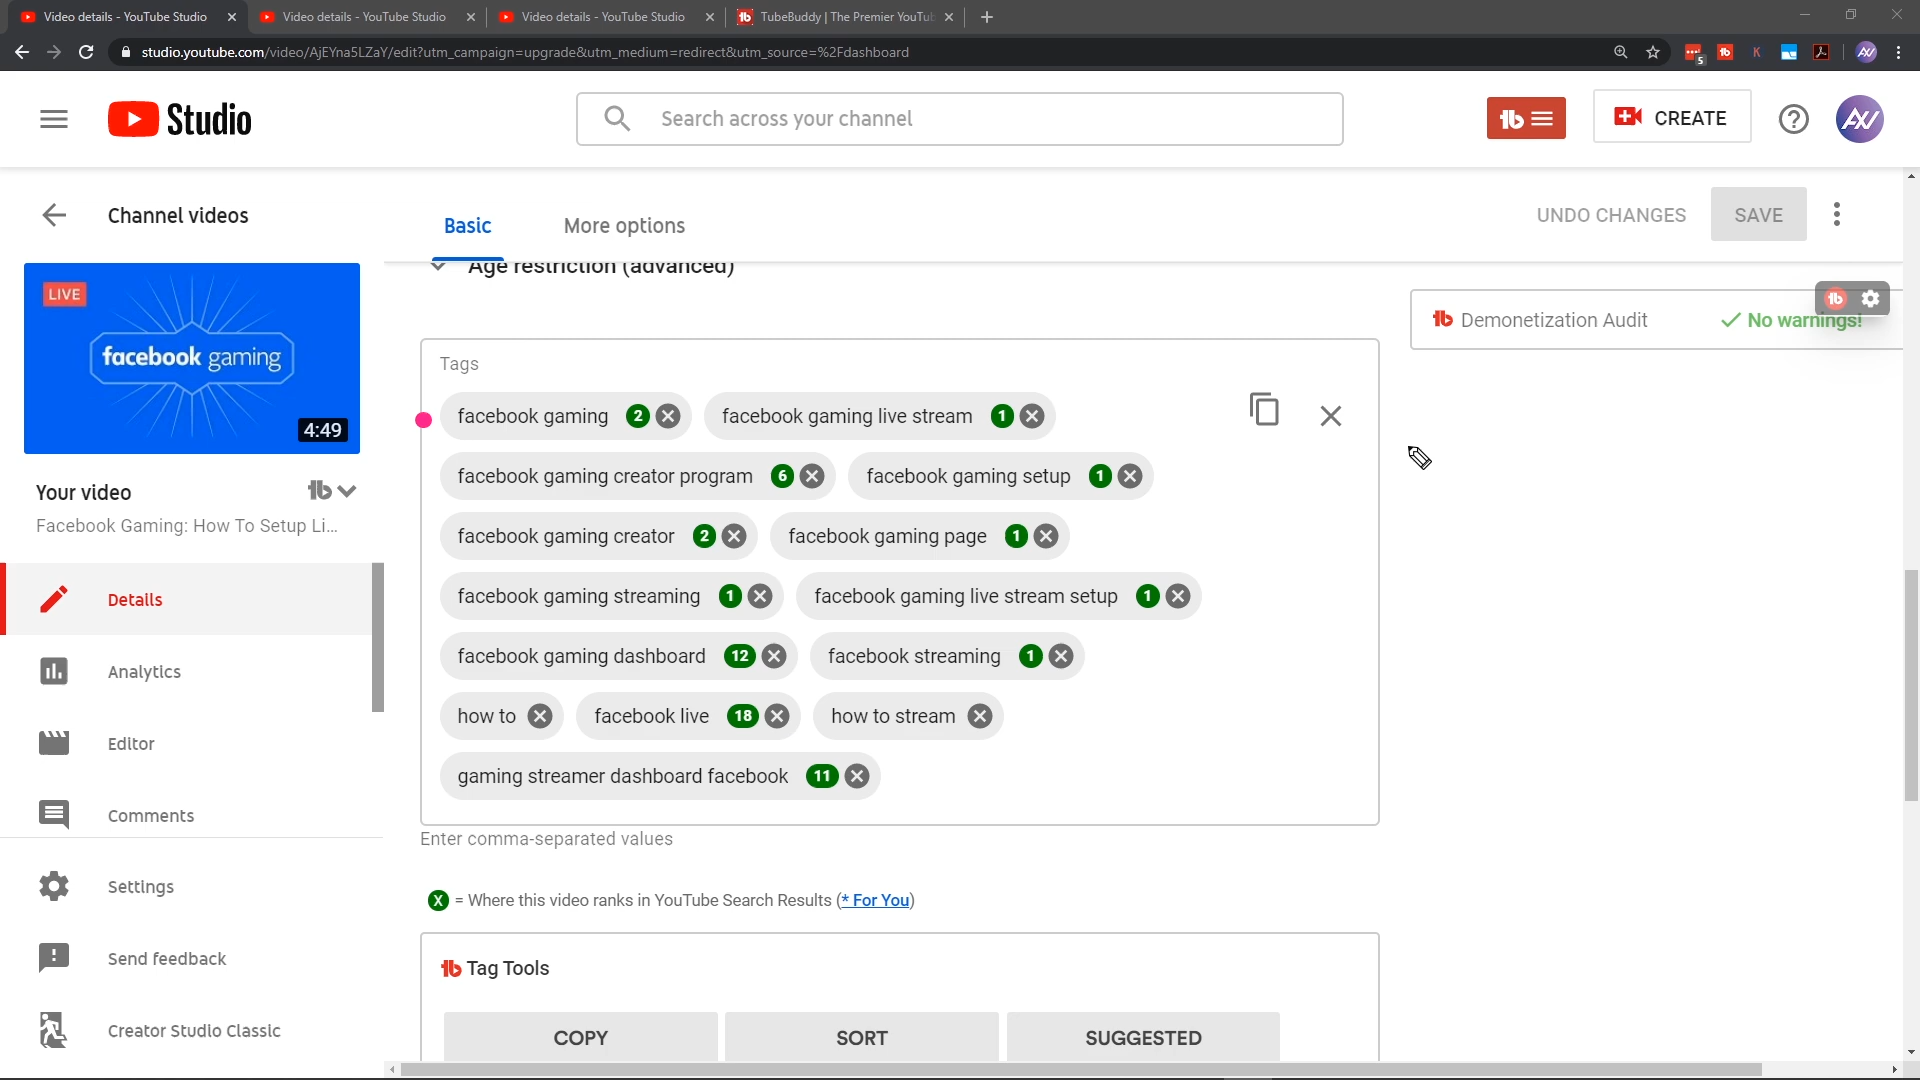 Video details - YouTube Studio
Video details - YouTube Studio
Video details - YouTube Studio
TubeBuddy | The Premier YouTu
studio.youtube.com/video/AjEYna5LZaY/edit?utm_campaign=upgrade&utm_medium=redirect&utm_source=%2Fdashboard
5
Studio
Search across your channel
CREATE
Channel videos
Basic
More options
UNDO CHANGES
SAVE
Age restriction (advanced)
LIVE
facebook gaming
4:49
Demonetization Audit
No warnings!
Tags
facebook gaming 2
facebook gaming live stream 1
facebook gaming creator program 6
facebook gaming setup 1
facebook gaming creator 2
facebook gaming page 1
facebook gaming streaming 1
facebook gaming live stream setup 1
facebook gaming dashboard 12
facebook streaming 1
how to
facebook live 18
how to stream
gaming streamer dashboard facebook 11
Enter comma-separated values
X = Where this video ranks in YouTube Search Results (* For You)
Tag Tools
COPY
SORT
SUGGESTED
Your video
Facebook Gaming: How To Setup Li...
Details
Analytics
Editor
Comments
Settings
Send feedback
Creator Studio Classic